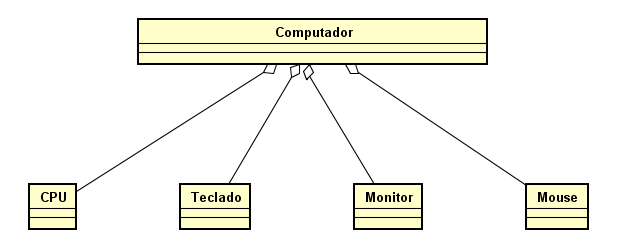 Computador
CPU
Teclado
Monitor
Mouse